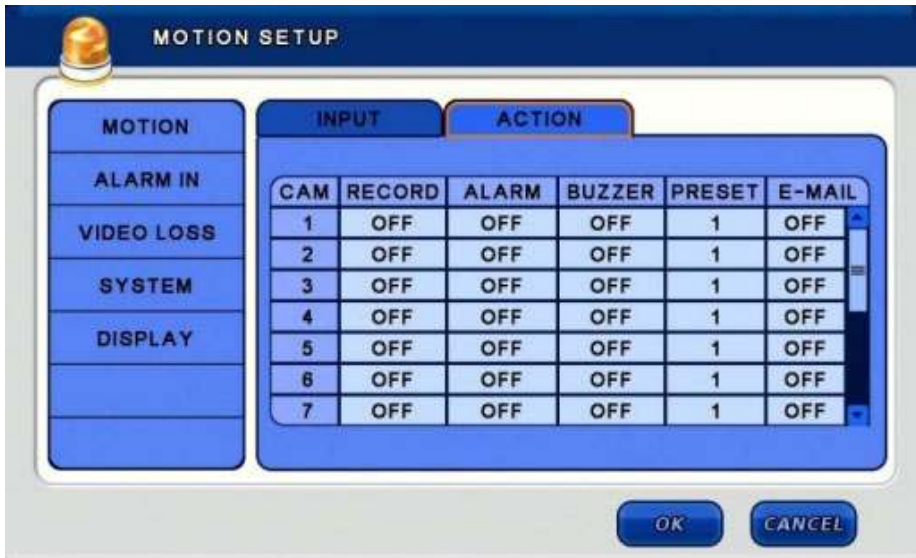 MOTION SETUP
MOTION
ALARM IN
VIDEO LOSS
SYSTEM
DISPLAY
INPUT ACTION
CAM RECORD ALARM BUZZER PRESET E-MAIL
1 OFF OFF OFF 1 OFF
2 OFF OFF OFF 1 OFF
3 OFF OFF OFF 1 OFF
4 OFF OFF OFF 1 OFF
5 OFF OFF OFF 1 OFF
6 OFF OFF OFF 1 OFF
7 OFF OFF OFF 1 OFF
OK CANCEL